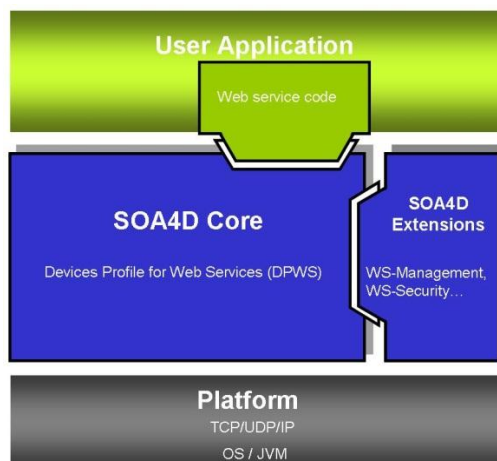 User Application
Web service code
SOA4D Core
Devices Profile for Web Services (DPWS)
SOA4D
Extensions
WS-Management,
WS-Security...
Platform
TCP/UDP/IP
OS / JVM